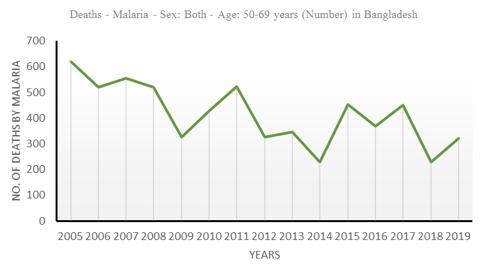 Deaths - Malaria - Sex: Both - Age: 50-69 years (Number) in Bangladesh
700
600
500
400
300
200
100
0
NO. OF DEATHS BY MALARIA
2005 2006 2007 2008 2009 2010 2011 2012 2013 2014 2015 2016 2017 2018 2019
YEARS